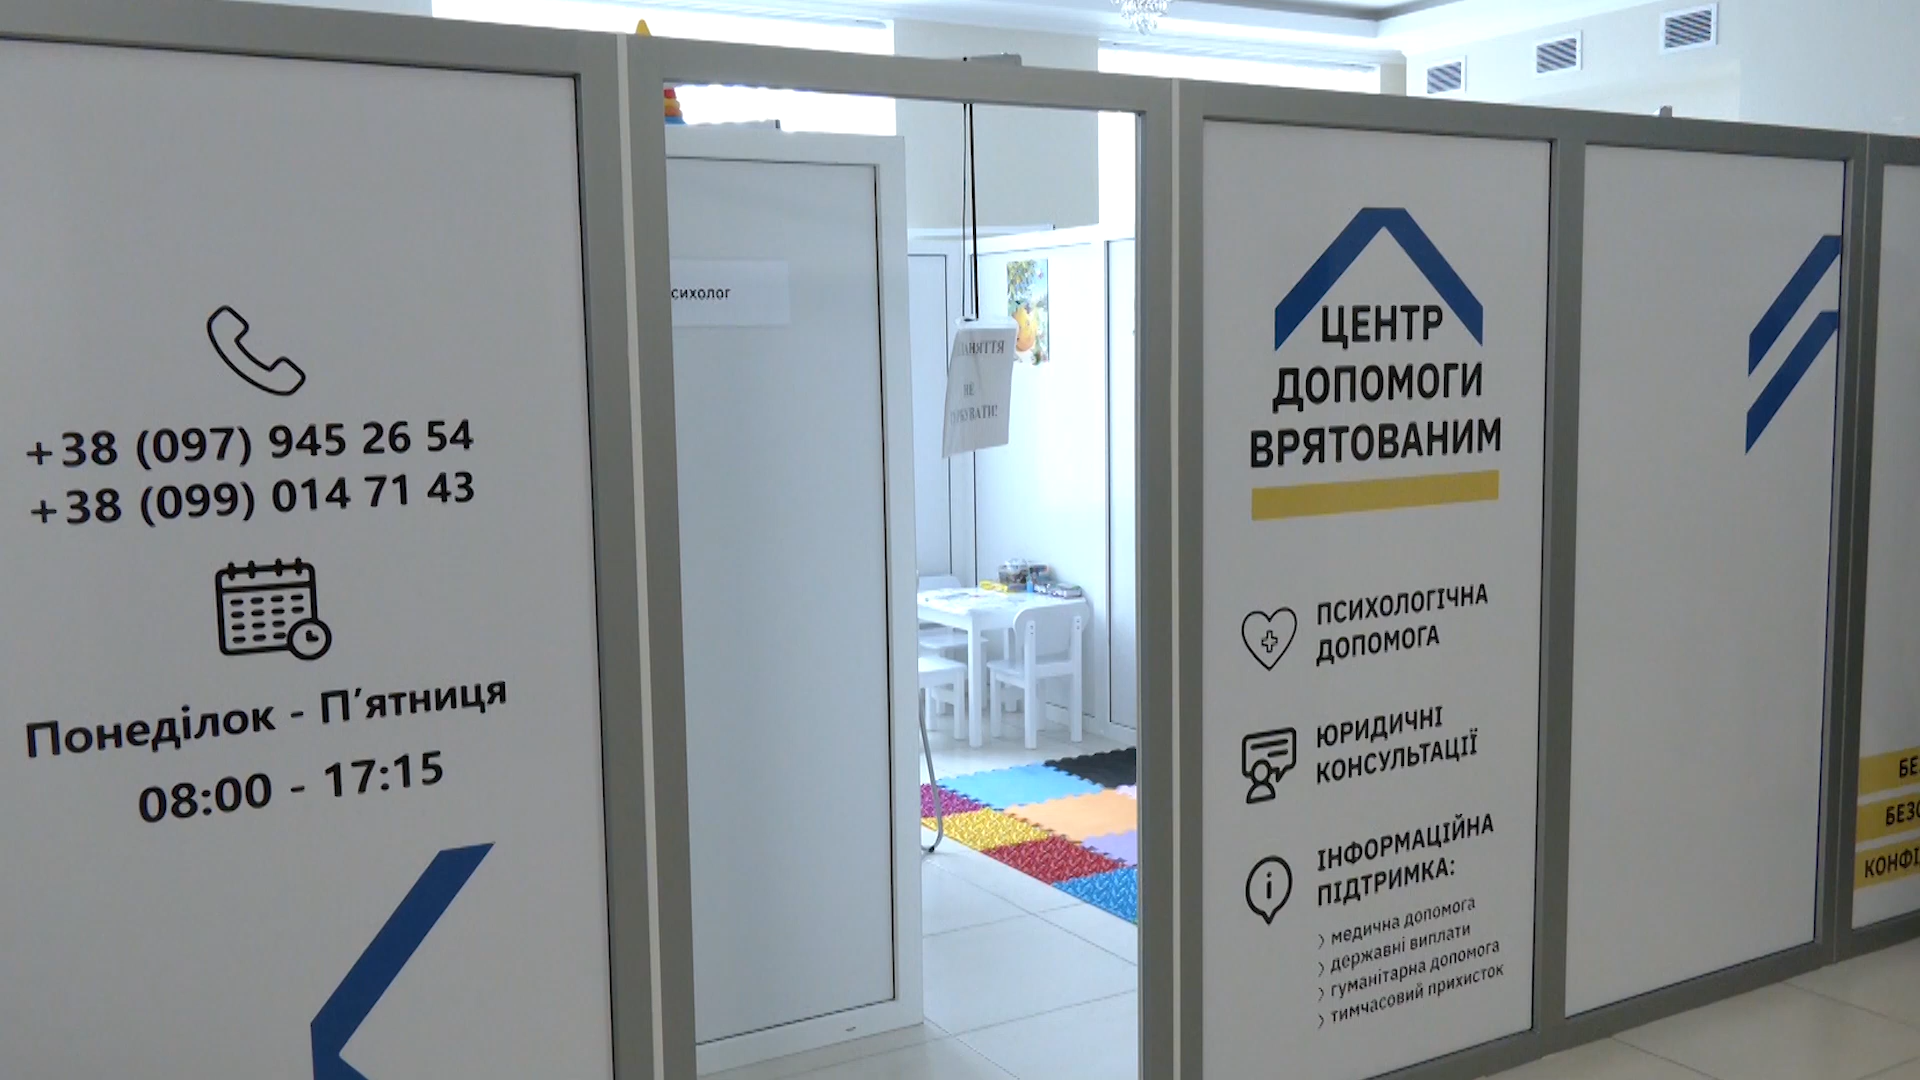 +38 (097) 945 26 54
+38 (099) 014 71 43
Понеділок - П’ятниця
08:00 - 17:15
сихолог
НЕ
ЦЕНТР
ДОПОМОГИ
ВРЯТОВАНИМ
ПСИХОЛОГІЧНА
ДОПОМОГА
ЮРИДИЧНІ
КОНСУЛЬТАЦІЇ
ІНФОРМАЦІЙНА
ПІДТРИМКА:
› медична допомога
› державні виплати
› гуманітарна допомога
› тимчасовий прихисток